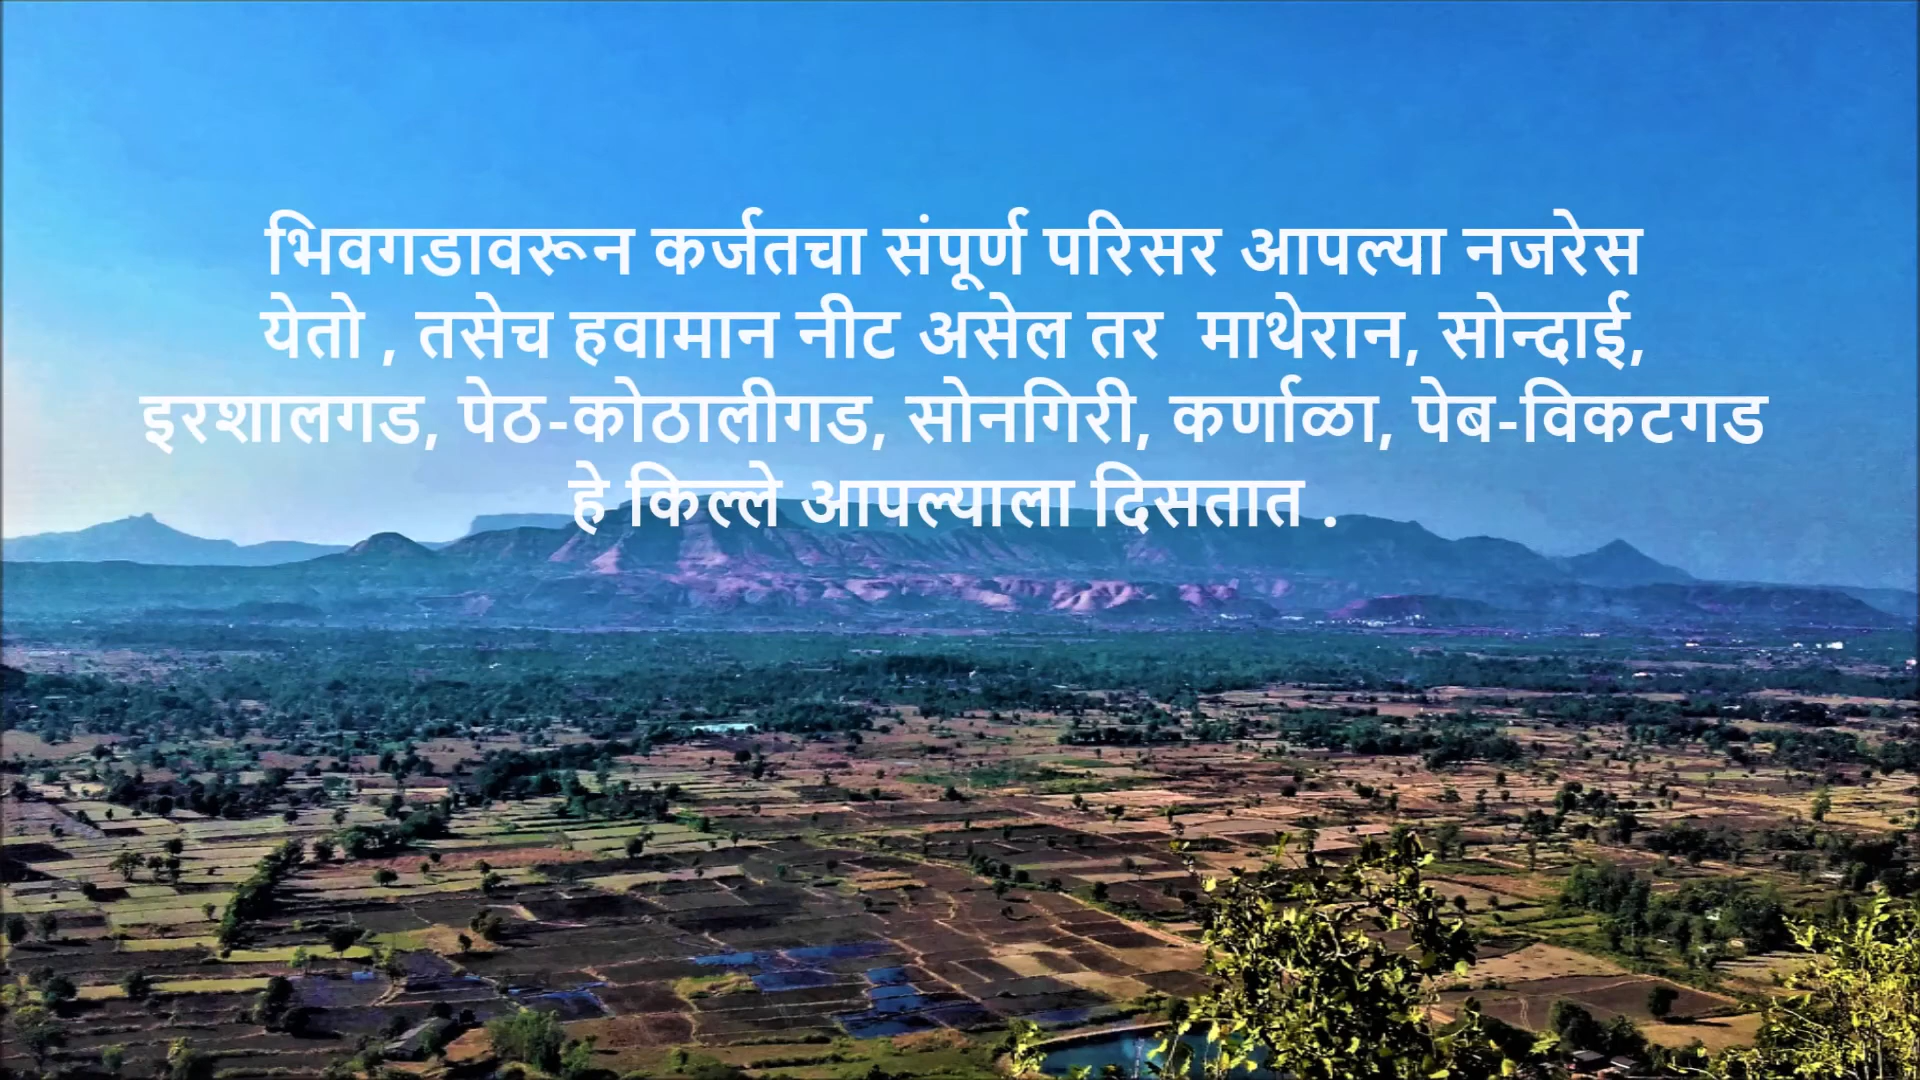 भिवगडावरून कर्जतचा संपूर्ण परिसर आपल्या नजरेस
येतो , तसेच हवामान नीट असेल तर  माथेरान, सोन्दाई,
इरशालगड, पेठ-कोठालीगड, सोनगिरी, कर्णाळा, पेब-विकटगड
हे किल्ले आपल्याला दिसतात .